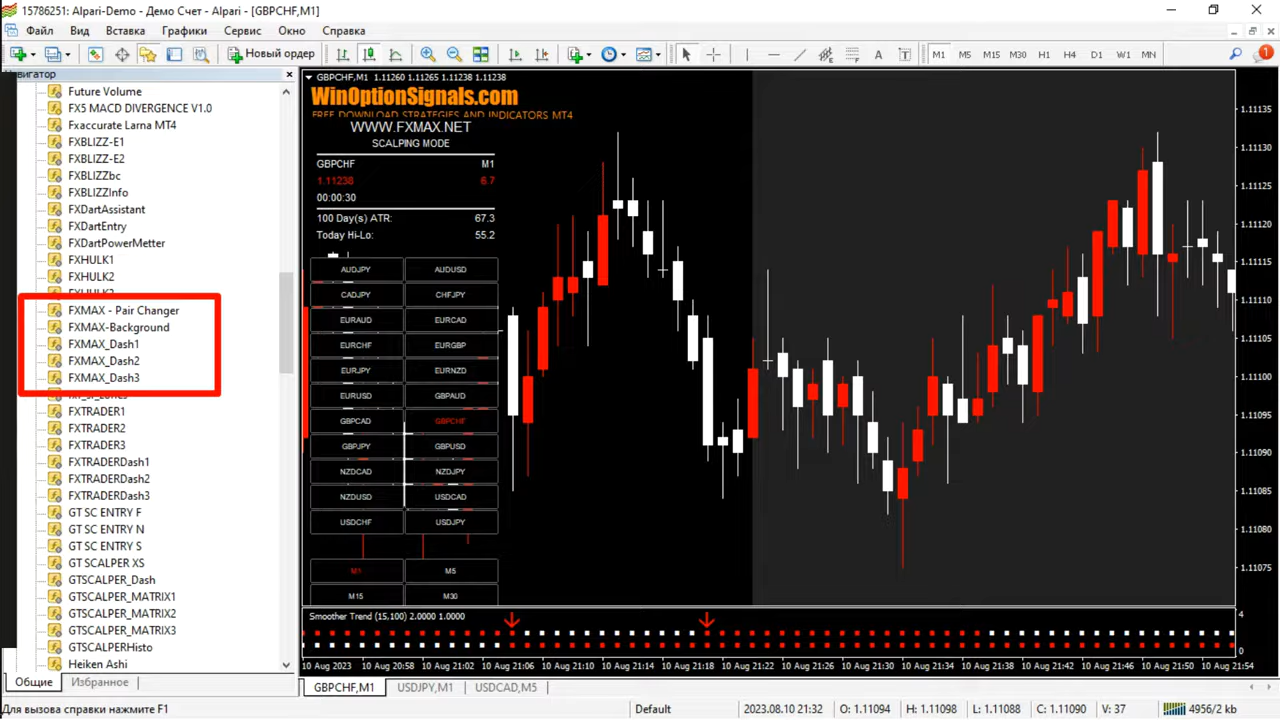 15786251: Alpari-Demo - Демо Счет - Alpari - [GBPCHF,M1]
Файл Вид Вставка Графики Сервис Окно Справка
Новый ордер
M1 M5 M15 M30 H1 H4 D1 W1 MN
1
Future Volume
FX5 MACD DIVERGENCE V1.0
Fxaccurate Larna MT4
FXBLIZZ-E1
FXBLIZZ-E2
FXBLIZZbc
FXBLIZZInfo
FXDartAssistant
FXDartEntry
FXDartPowerMetter
FXHULK1
FXHULK2
FXMAX - Pair Changer
FXMAX-Background
FXMAX_Dash1
FXMAX_Dash2
FXMAX_Dash3
FXTRADER1
FXTRADER2
FXTRADER3
FXTRADERDash1
FXTRADERDash2
FXTRADERDash3
GT SC ENTRY F
GT SC ENTRY N
GT SC ENTRY S
GT SCALPER XS
GTSCALPER_Dash
GTSCALPER_MATRIX1
GTSCALPER_MATRIX2
GTSCALPER_MATRIX3
GTSCALPERHisto
Heiken Ashi
Общие Избранное
GBPCHF,M1 1.11260 1.11265 1.11238 1.11238
WinOptionSignals.com
FREE DOWNLOAD STRATEGIES AND INDICATORS MT4
WWW.FXMAX.NET
SCALPING MODE
GBPCHF M1
1.11238 6.7
00:00:30
100 Day(s) ATR: 67.3
Today Hi-Lo: 55.2
AUDJPY AUDUSD
CADJPY CHFJPY
EURAUD EURCAD
EURCHF EURGBP
EURJPY EURNZD
EURUSD GBPAUD
GBPCAD GBPCHF
GBPJPY GBPUSD
NZDCAD NZDJPY
NZDUSD USDCAD
USDCHF USDJPY
M1 M5
M15 M30
1.11135
1.11130
1.11125
1.11120
1.11115
1.11110
1.11105
1.11100
1.11095
1.11090
1.11085
1.11080
1.11075
Smoother Trend (15,100) 2.0000 1.0000
4
0
10 Aug 2023 10 Aug 20:58 10 Aug 21:02 10 Aug 21:06 10 Aug 21:10 10 Aug 21:14 10 Aug 21:18 10 Aug 21:22 10 Aug 21:26 10 Aug 21:30 10 Aug 21:34 10 Aug 21:38 10 Aug 21:42 10 Aug 21:46 10 Aug 21:50 10 Aug 21:54
GBPCHF,M1 USDJPY,M1 USDCAD,M5
Для вызова справки нажмите F1 Default 2023.08.10 21:32 O: 1.11094 H: 1.11098 L: 1.11088 C: 1.11090 V: 37 4956/2 kb